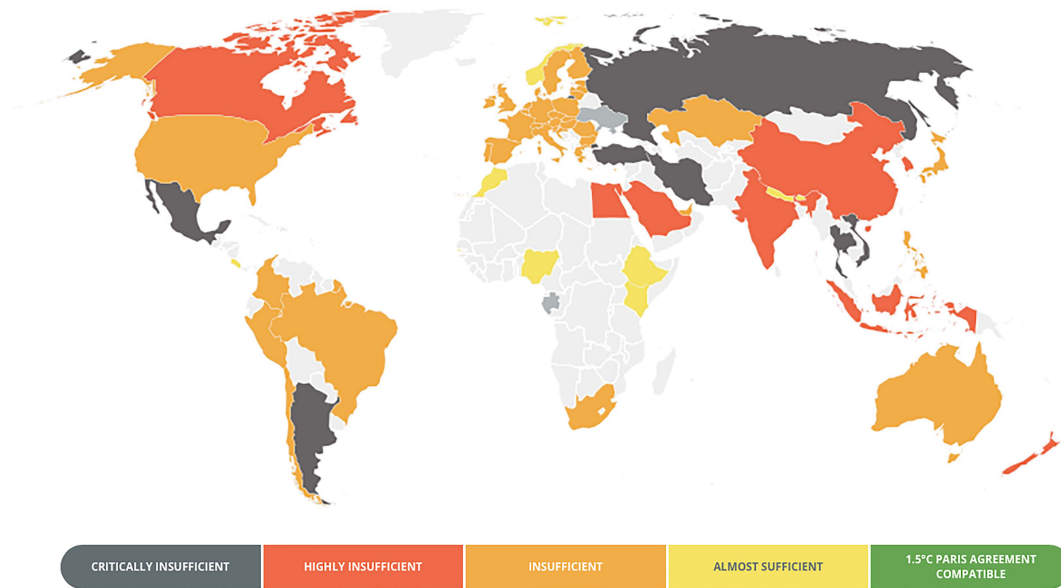 CRITICALLY INSUFFICIENT
HIGHLY INSUFFICIENT
INSUFFICIENT
ALMOST SUFFICIENT
1.5°C PARIS AGREEMENT
COMPATIBLE